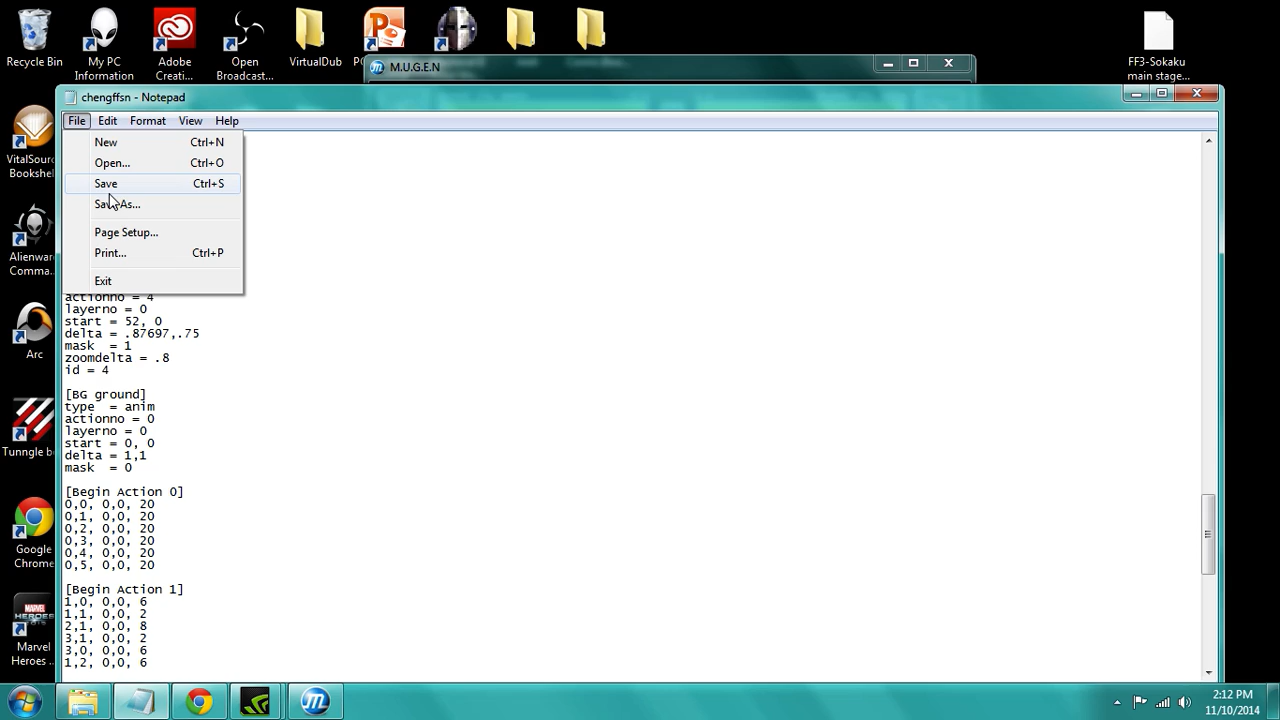 Recycle Bin
My PC
Information
Adobe
Creati...
Open
Broadcast...
VirtualDub
M.U.G.E.N
FF3-Sokaku
main stage...
chengffsn - Notepad
File Edit Format View Help
New Ctrl+N
Open... Ctrl+O
Save Ctrl+S
Save As...
Page Setup...
Print... Ctrl+P
Exit
VitalSource
Bookshel
Alienware
Comma...
Arc
Tunngle b
Google
Chrome
Marvel
Heroes ...
actionno = 4
layerno = 0
start = 52, 0
delta = .87697,.75
mask = 1
zoomdelta = .8
id = 4
[BG ground]
type = anim
actionno = 0
layerno = 0
start = 0, 0
delta = 1,1
mask = 0
[Begin Action 0]
0,0, 0,0, 20
0,1, 0,0, 20
0,2, 0,0, 20
0,3, 0,0, 20
0,4, 0,0, 20
0,5, 0,0, 20
[Begin Action 1]
1,0, 0,0, 6
1,1, 0,0, 2
2,1, 0,0, 8
3,1, 0,0, 2
3,0, 0,0, 6
1,2, 0,0, 6
2:12 PM
11/10/2014